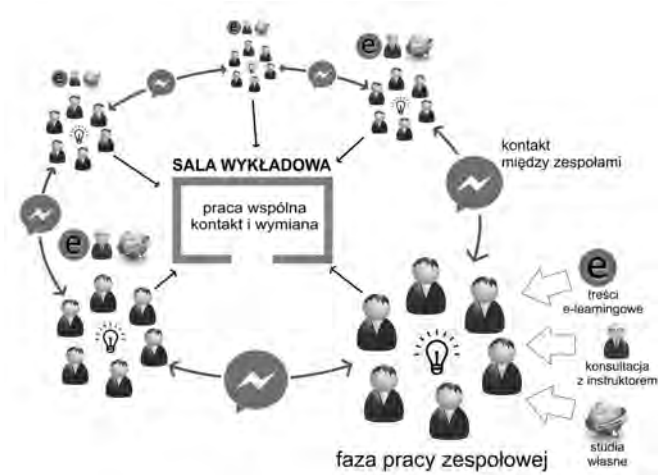 e
e
e
kontakt
między zespołami
SALA WYKŁADOWA
praca wspólna
kontakt i wymiana
e
e
treści
e-learningowe
konsultacja
z instruktorem
studia
własne
faza pracy zespołowej